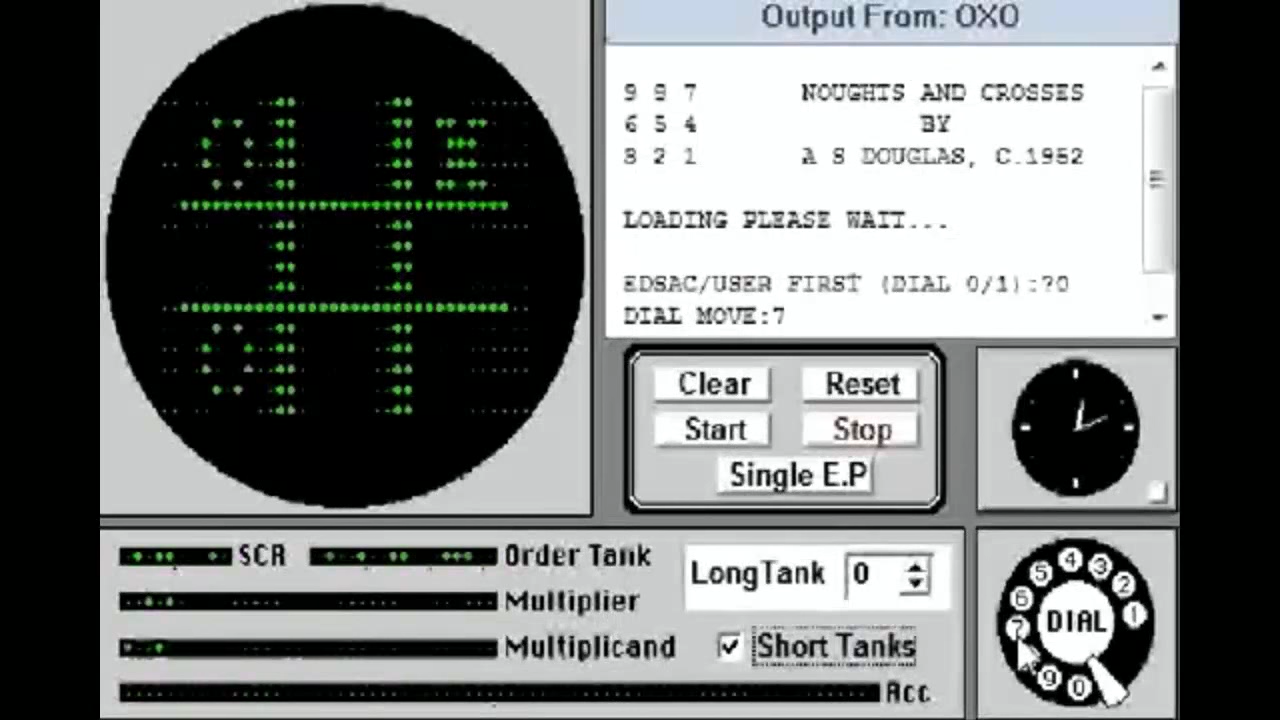 Output From: OXO
9 8 7 NOUGHTS AND CROSSES
6 5 4 BY
3 2 1 A S DOUGLAS, C.1952
LOADING PLEASE WAIT...
EDSAC/USER FIRST (DIAL 0/1):?0
DIAL MOVE:7
Clear Reset
Start Stop
Single E.P
SCR Order Tank
LongTank 0
Multiplier
Multiplicand
Short Tanks
Acc
4 3 2 1
5 6 7 9 0
DIAL